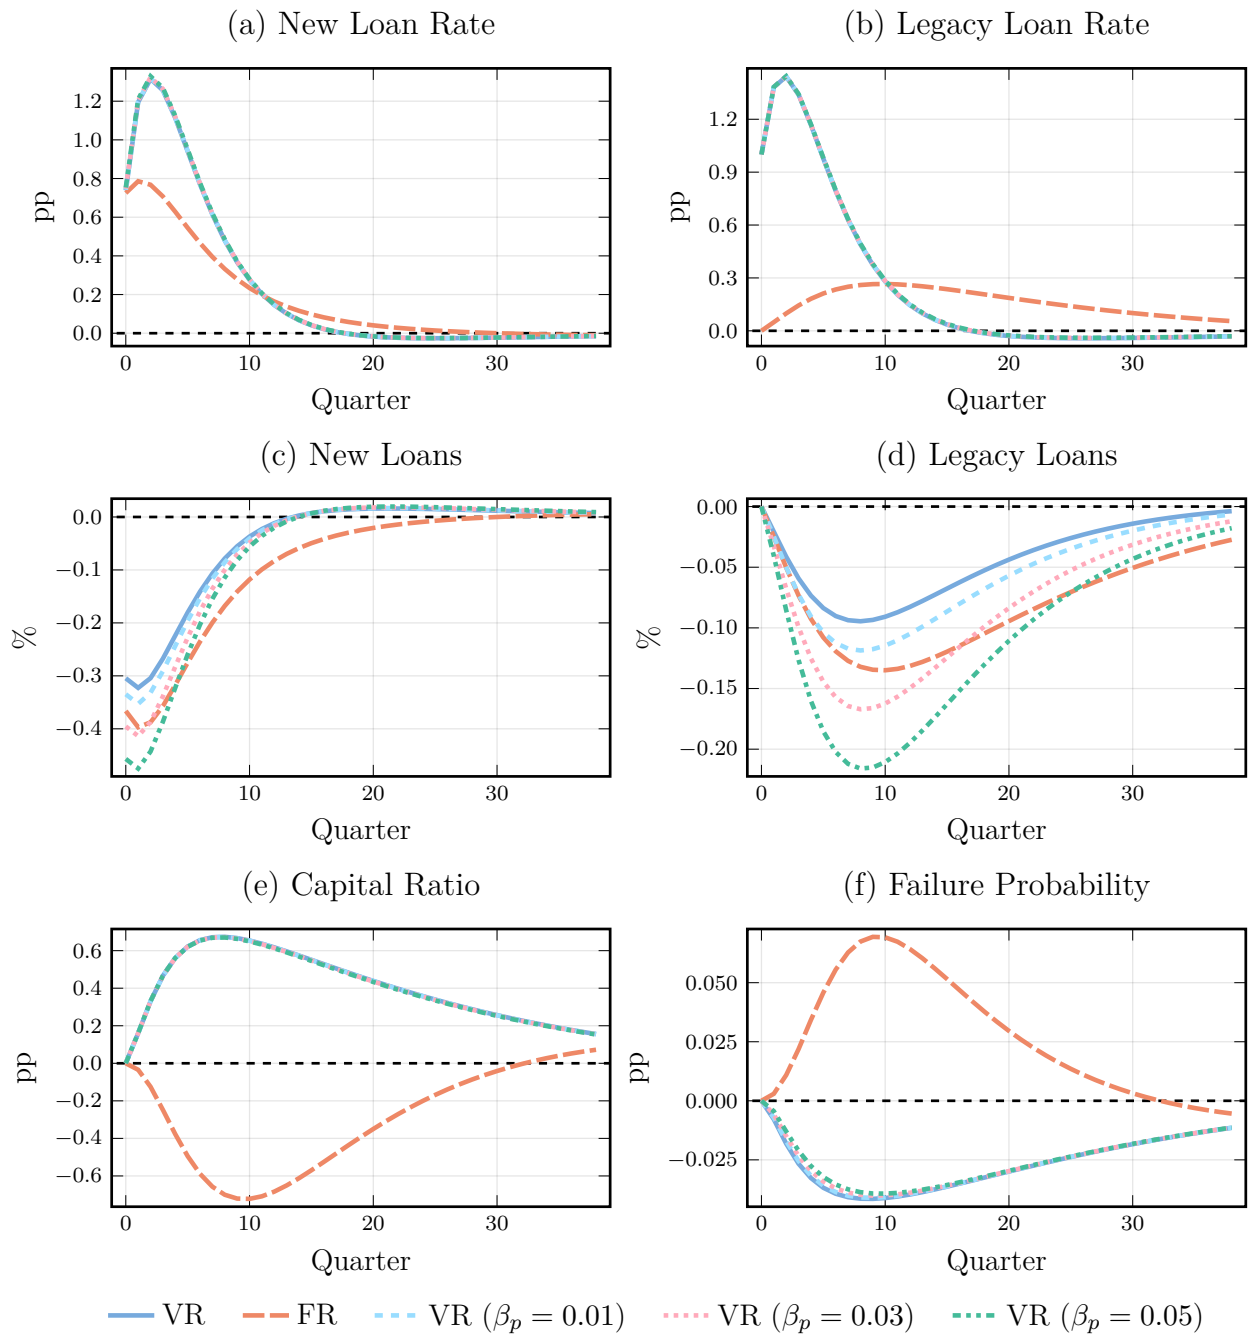 (a) New Loan Rate
(b) Legacy Loan Rate
1.2
1.0
0.8
0.6
0.4
0.2
0.0
pp
0 10 20 30
Quarter
1.2
0.9
0.6
0.3
0.0
pp
0 10 20 30
Quarter
(c) New Loans
(d) Legacy Loans
0.0
−0.1
−0.2
−0.3
−0.4
%
0 10 20 30
Quarter
0.00
−0.05
−0.10
−0.15
−0.20
%
0 10 20 30
Quarter
(e) Capital Ratio
(f) Failure Probability
0.6
0.4
0.2
0.0
−0.2
−0.4
−0.6
pp
0 10 20 30
Quarter
0.050
0.025
0.000
−0.025
pp
0 10 20 30
Quarter
VR FR VR (βp = 0.01) VR (βp = 0.03) VR (βp = 0.05)